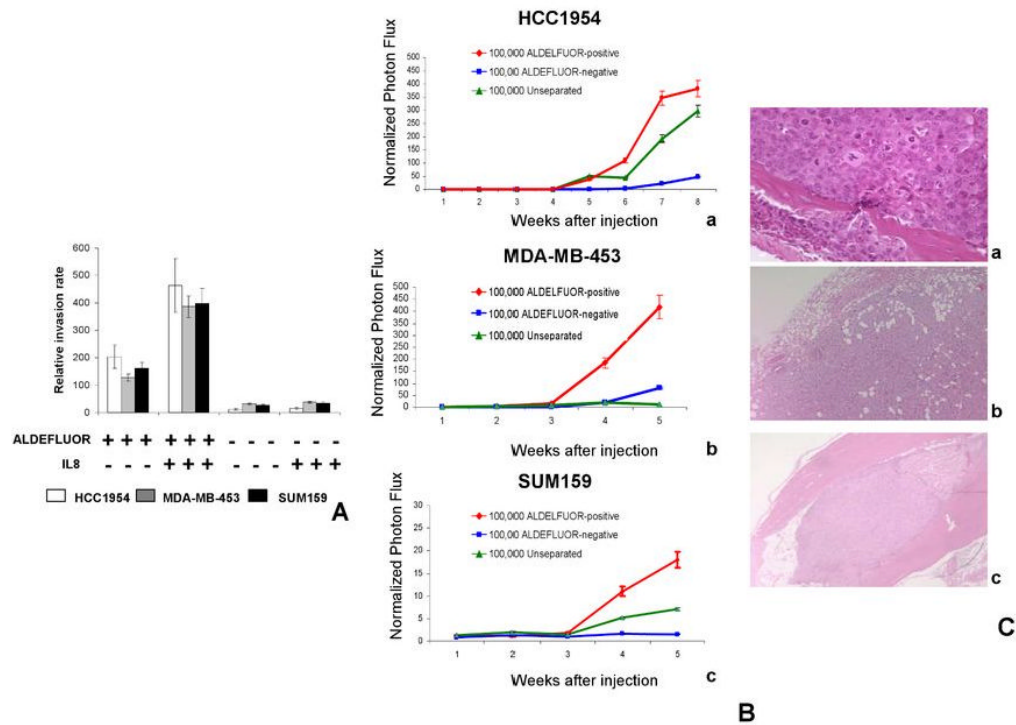 HCC1954
100,000 ALDELFUOR-positive
100,00 ALDEFLUOR-negative
100,000 Unseparated
Normalized Photon Flux
500
450
400
350
300
250
200
150
100
50
0
1 2 3 4 5 6 7 8
Weeks after injection
a
MDA-MB-453
100,000 ALDELFUOR-positive
100,00 ALDEFLUOR-negative
100,000 Unseparated
Normalized Photon Flux
500
450
400
350
300
250
200
150
100
50
0
1 2 3 4 5
Weeks after injection
b
SUM159
100,000 ALDELFUOR-positive
100,00 ALDEFLUOR-negative
100,000 Unseparated
Normalized Photon Flux
30
25
20
15
10
5
0
1 2 3 4 5
Weeks after injection
c
B
Relative invasion rate
600
500
400
300
200
100
0
ALDEFLUOR + + + + + + - - - - - -
IL8 - - - + + + - - - + + +
HCC1954 MDA-MB-453 SUM159
A
a
b
c
C